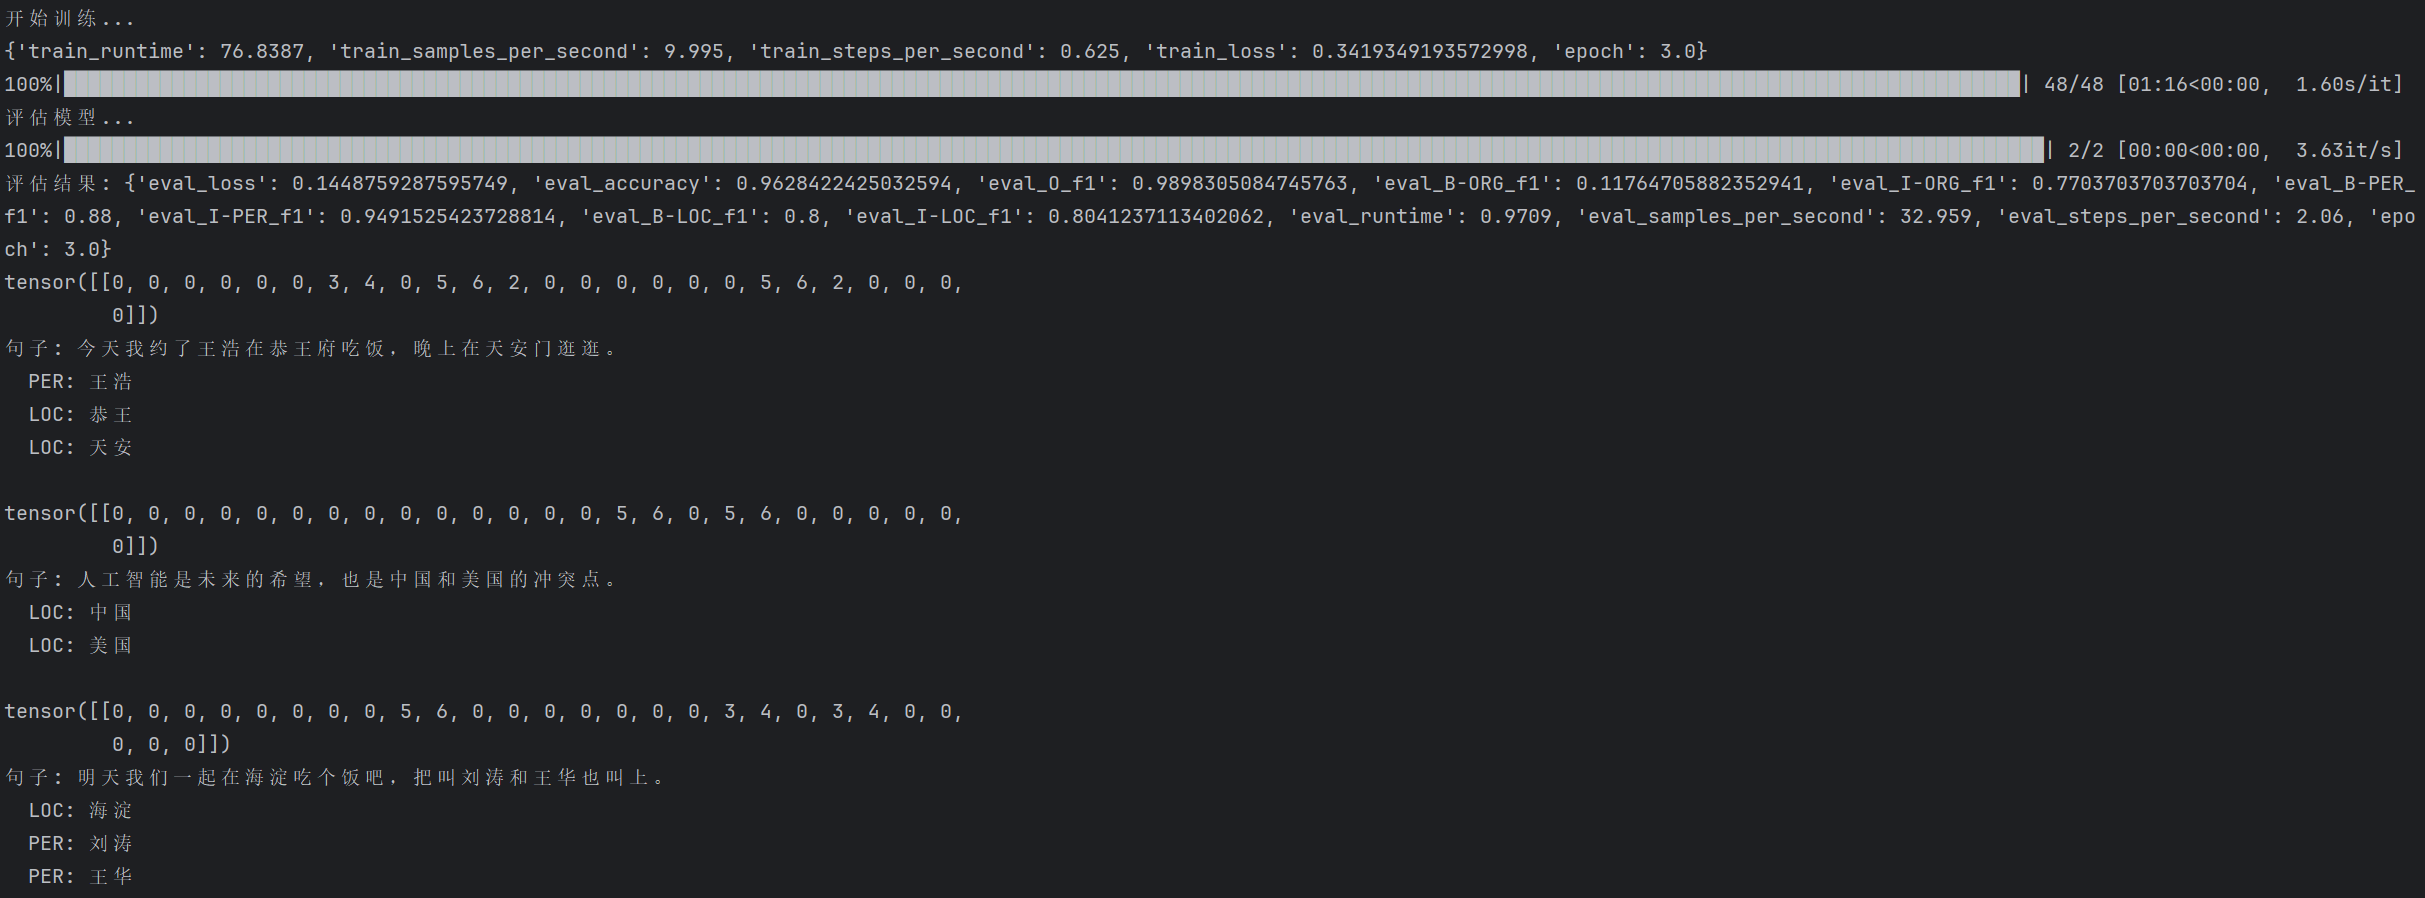 开始训练...
{'train_runtime': 76.8387, 'train_samples_per_second': 9.995, 'train_steps_per_second': 0.625, 'train_loss': 0.3419349193572998, 'epoch': 3.0}
100%|██████████| 48/48 [01:16<00:00,  1.60s/it]
评估模型...
100%|██████████| 2/2 [00:00<00:00,  3.63it/s]
评估结果: {'eval_loss': 0.1448759287595749, 'eval_accuracy': 0.9628422425032594, 'eval_O_f1': 0.9898305084745763, 'eval_B-ORG_f1': 0.11764705882352941, 'eval_I-ORG_f1': 0.7703703703703704, 'eval_B-PER_
f1': 0.88, 'eval_I-PER_f1': 0.9491525423728814, 'eval_B-LOC_f1': 0.8, 'eval_I-LOC_f1': 0.8041237113402062, 'eval_runtime': 0.9709, 'eval_samples_per_second': 32.959, 'eval_steps_per_second': 2.06, 'epo
ch': 3.0}
tensor([[0, 0, 0, 0, 0, 0, 3, 4, 0, 5, 6, 2, 0, 0, 0, 0, 0, 0, 5, 6, 2, 0, 0, 0,
         0]])
句子: 今天我约了王浩在恭王府吃饭，晚上在天安门逛逛。
  PER: 王浩
  LOC: 恭王
  LOC: 天安
tensor([[0, 0, 0, 0, 0, 0, 0, 0, 0, 0, 0, 0, 0, 0, 5, 6, 0, 5, 6, 0, 0, 0, 0, 0,
         0]])
句子: 人工智能是未来的希望，也是中国和美国的冲突点。
  LOC: 中国
  LOC: 美国
tensor([[0, 0, 0, 0, 0, 0, 0, 0, 5, 6, 0, 0, 0, 0, 0, 0, 0, 3, 4, 0, 3, 4, 0, 0,
         0, 0, 0]])
句子: 明天我们一起在海淀吃个饭吧，把叫刘涛和王华也叫上。
  LOC: 海淀
  PER: 刘涛
  PER: 王华